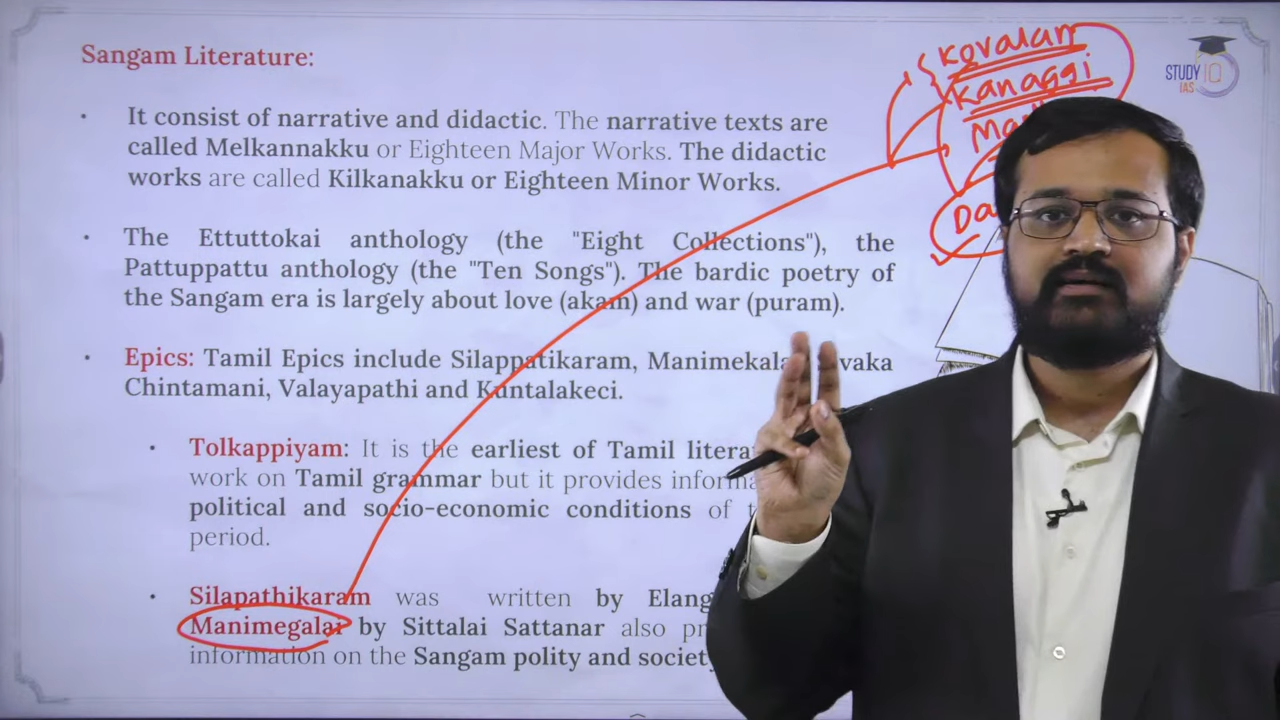 Sangam Literature:
Kovalan
Kanaggi
STUDY IQ
IAS
It consist of narrative and didactic. The narrative texts are
called Melkannakku or Eighteen Major Works. The didactic
works are called Kilkanakku or Eighteen Minor Works.
The Ettuttokai anthology (the "Eight Collections"), the
Pattuppattu anthology (the "Ten Songs"). The bardic poetry of
the Sangam era is largely about love (akam) and war (puram).
Epics: Tamil Epics include Silappatikaram, Manimekalai
Chintamani, Valayapathi and Kuntalakeci.
Tolkappiyam: It is the earliest of Tamil
work on Tamil grammar but it provides
political and socio-economic conditions of
period.
Silapathikaram was written by
Manimegalai by Sittalai Sattanar also
information on the Sangam polity and society